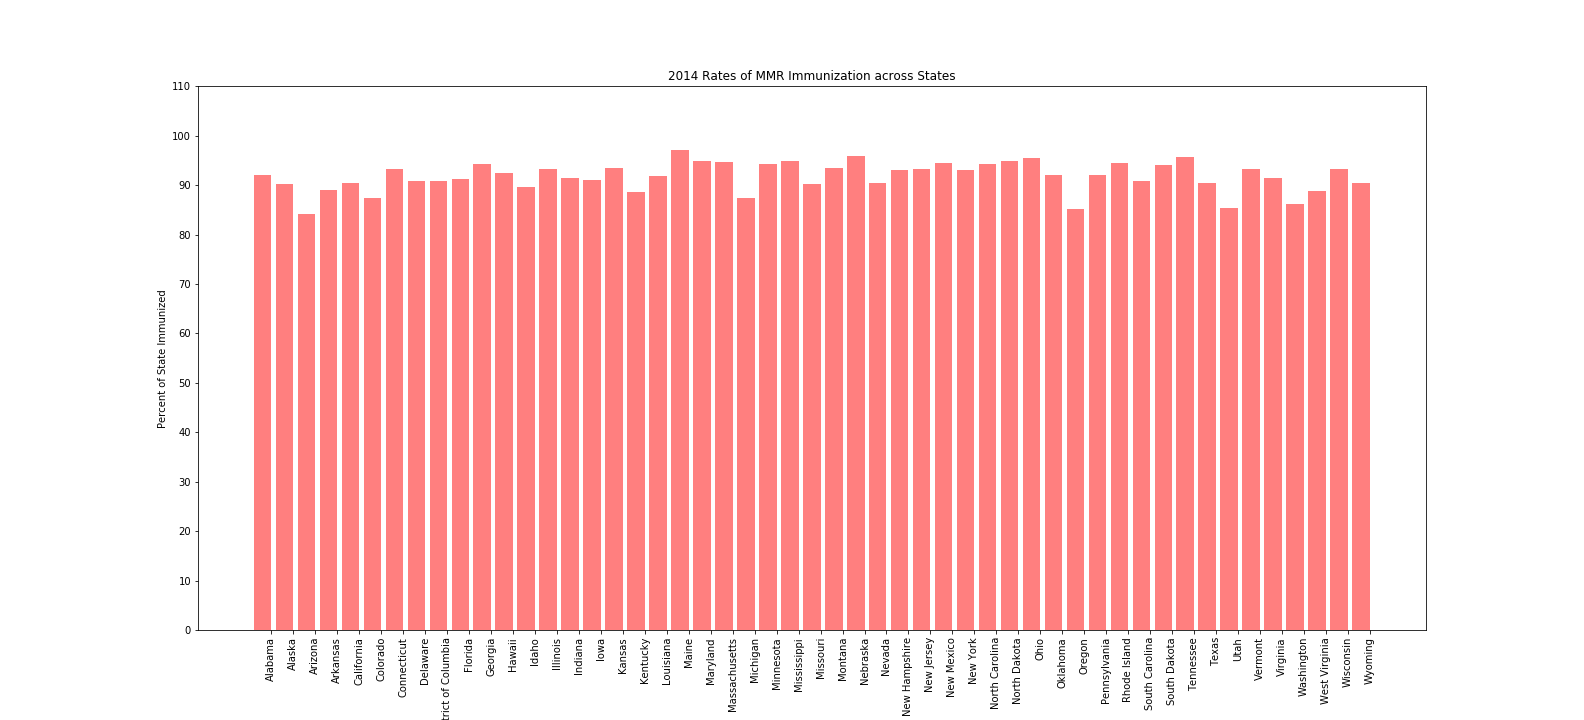 2014 Rates of MMR Immunization across States
Percent of State Immunized
110
100
90
80
70
60
50
40
30
20
10
0
Alabama
Alaska
Arizona
Arkansas
California
Colorado
Connecticut
Delaware
trict of Columbia
Florida
Georgia
Hawaii
Idaho
Illinois
Indiana
Iowa
Kansas
Kentucky
Louisiana
Maine
Maryland
Massachusetts
Michigan
Minnesota
Mississippi
Missouri
Montana
Nebraska
Nevada
New Hampshire
New Jersey
New Mexico
New York
North Carolina
North Dakota
Ohio
Oklahoma
Oregon
Pennsylvania
Rhode Island
South Carolina
South Dakota
Tennessee
Texas
Utah
Vermont
Virginia
Washington
West Virginia
Wisconsin
Wyoming